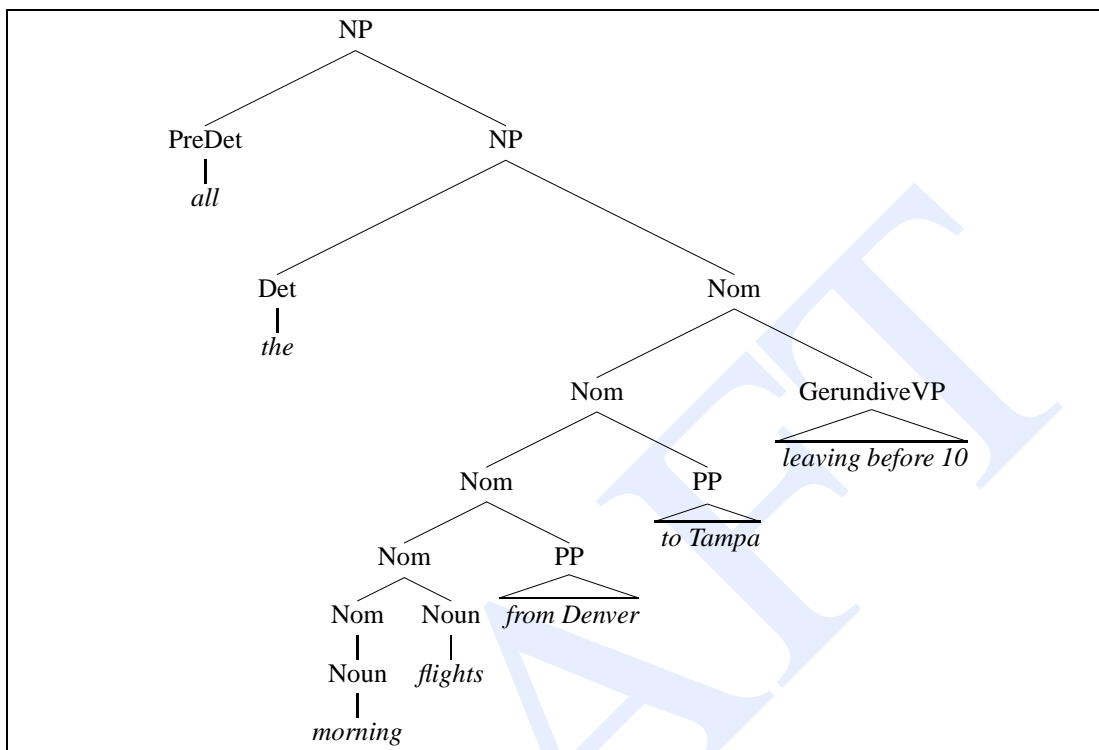 NP
PreDet NP
all
Det Nom
the
Nom GerundiveVP
leaving before 10
Nom PP
to Tampa
Nom PP
Nom Noun from Denver
Noun flights
morning
AFT